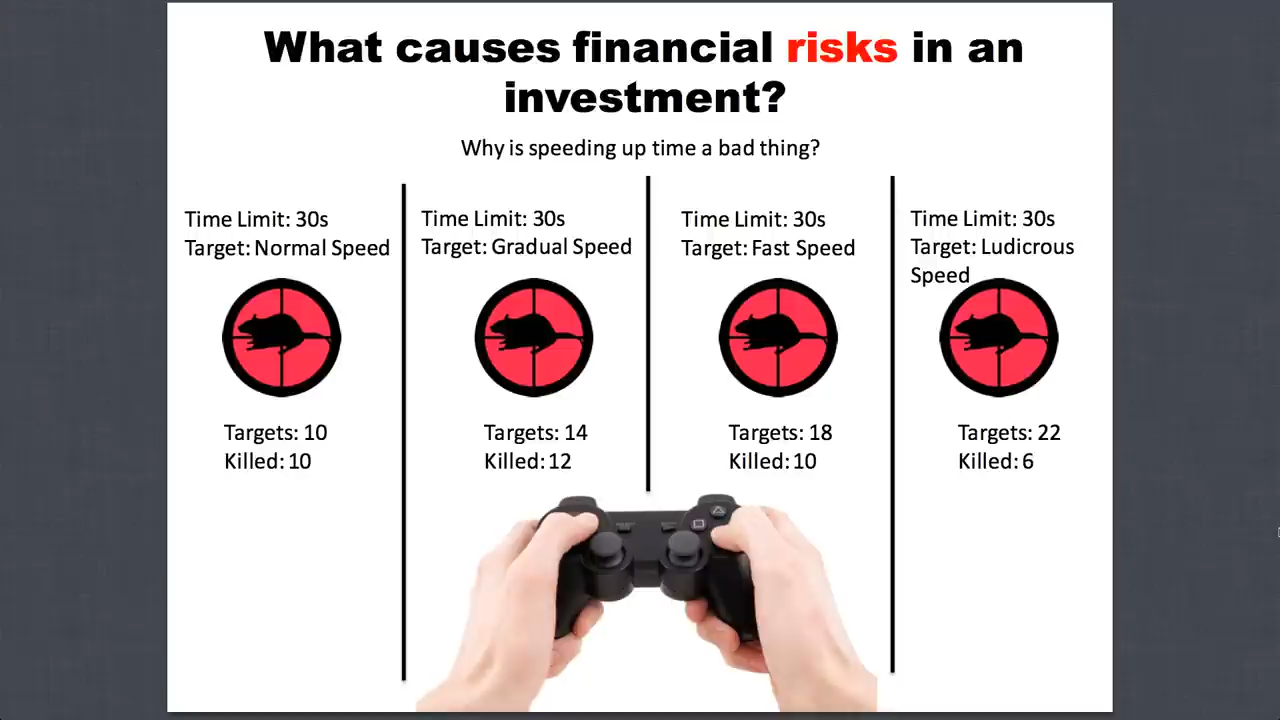 What causes financial risks in an
investment?
Why is speeding up time a bad thing?
Time Limit: 30s
Target: Normal Speed
Targets: 10
Killed: 10
Time Limit: 30s
Target: Gradual Speed
Targets: 14
Killed: 12
Time Limit: 30s
Target: Fast Speed
Targets: 18
Killed: 10
Time Limit: 30s
Target: Ludicrous
Speed
Targets: 22
Killed: 6